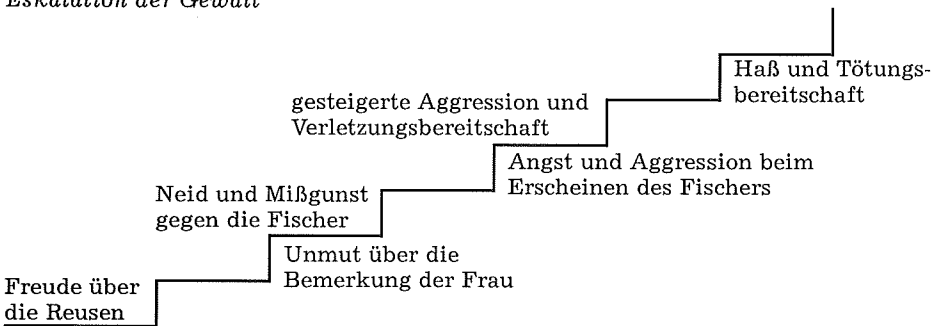 Eskalation der Gewalt
Haß und Tötungs-
bereitschaft
gesteigerte Aggression und
Verletzungsbereitschaft
Angst und Aggression beim
Erscheinen des Fischers
Neid und Mißgunst
gegen die Fischer
Unmut über die
Bemerkung der Frau
Freude über
die Reusen